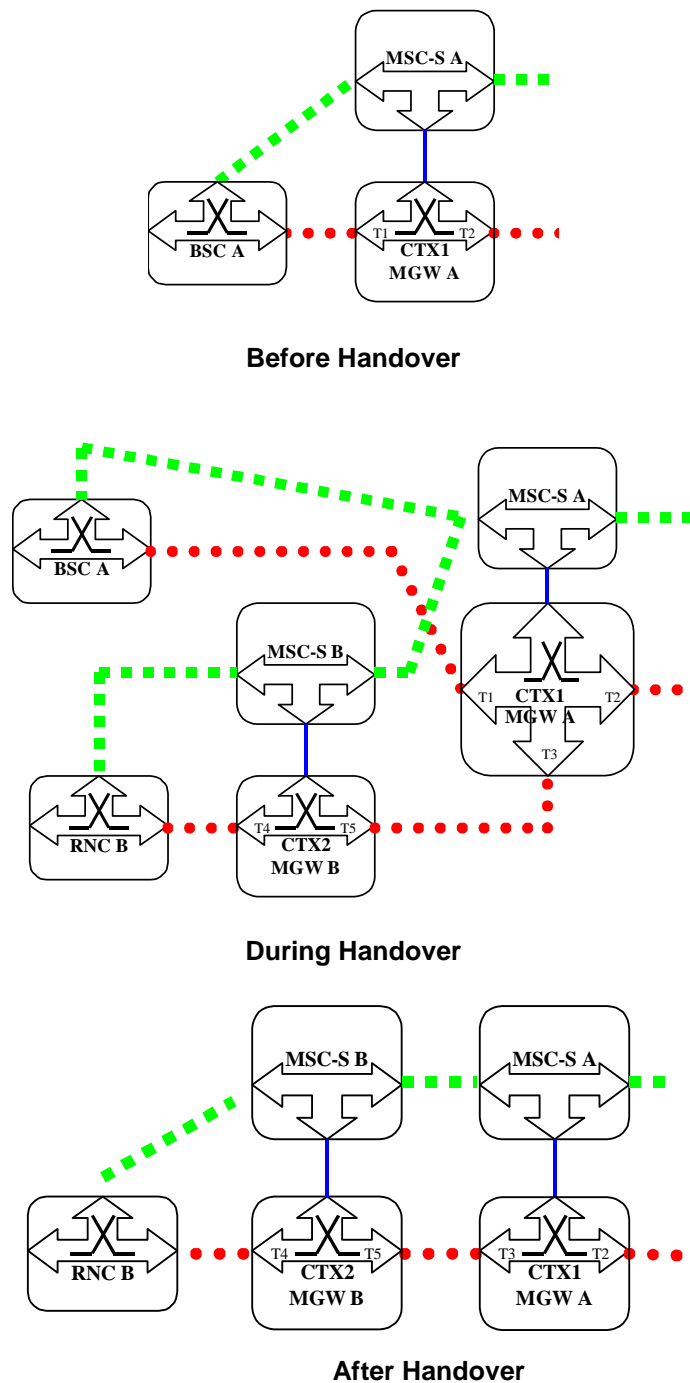 MSC-S A
BSC A
T1
T2
CTX1
MGW A
Before Handover
MSC-S A
BSC A
MSC-S B
T1
CTX1
T2
MGW A
T3
RNC B
T4
T5
CTX2
MGW B
During Handover
MSC-S B
MSC-S A
RNC B
T4
T5
CTX2
MGW B
T3
T2
CTX1
MGW A
After Handover